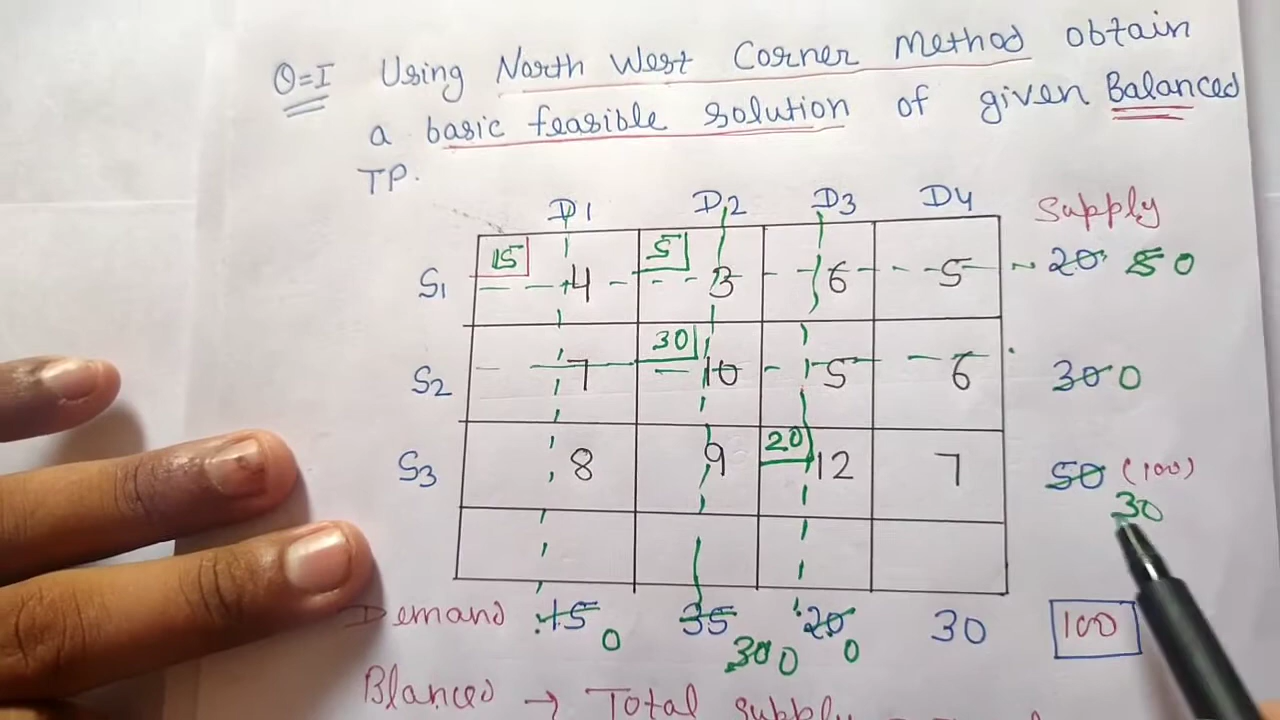 Q=I Using North West Corner Method obtain
a basic feasible solution of given Balanced
TP.
D1 D2 D3 D4 Supply
S1 15 4 5 3 6 5 20 5 0
S2 7 30 10 5 6 30 0
S3 8 9 20 12 7 50 (100)
30
Demand 15 35 20 30 100
0 30 0 0
Blanced → Total supply